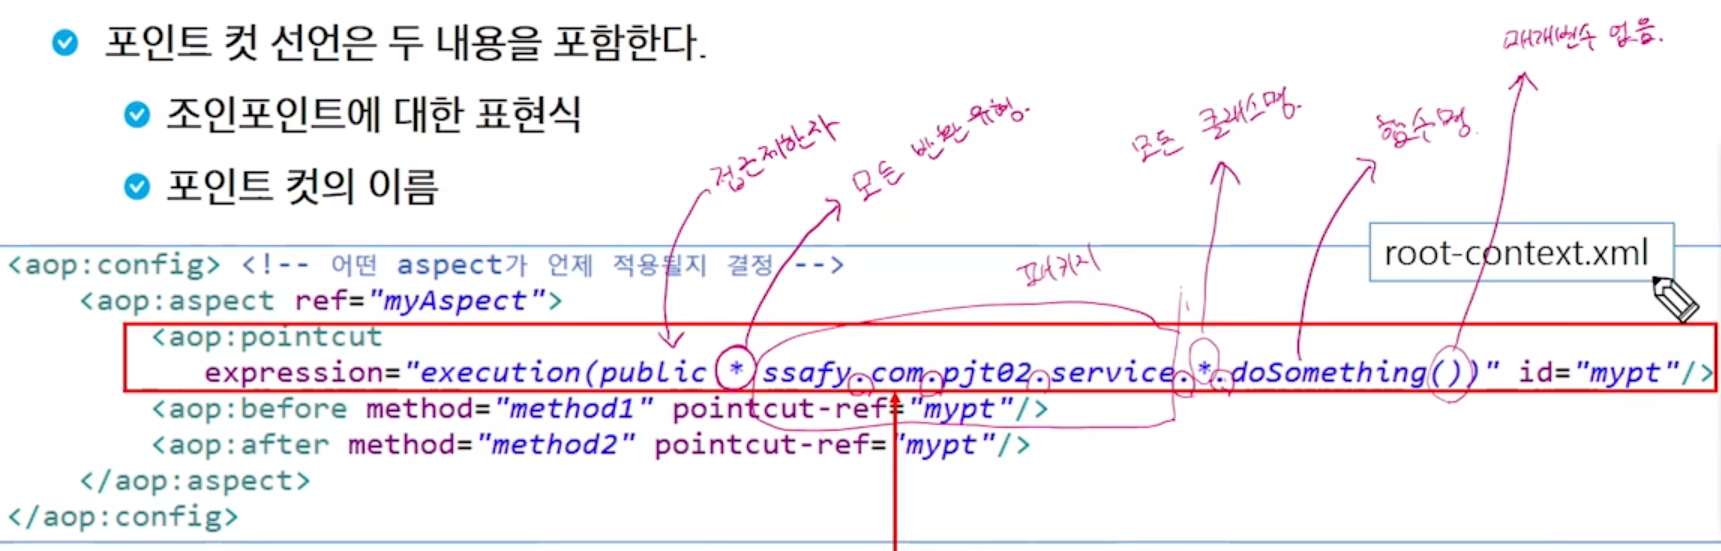 포인트 컷 선언은 두 내용을 포함한다.
조인포인트에 대한 표현식
포인트 컷의 이름
접근제한자
모든 반환유형.
모든 클래스명.
함수명.
매개변수 없음.
패키지
root-context.xml
<aop:config> <!-- 어떤 aspect가 언제 적용될지 결정 -->
<aop:aspect ref="myAspect">
<aop:pointcut
expression="execution(public * ssafy.com.pjt02.service.*.doSomething())" id="mypt"/>
<aop:before method="method1" pointcut-ref="mypt"/>
<aop:after method="method2" pointcut-ref="mypt"/>
</aop:aspect>
</aop:config>